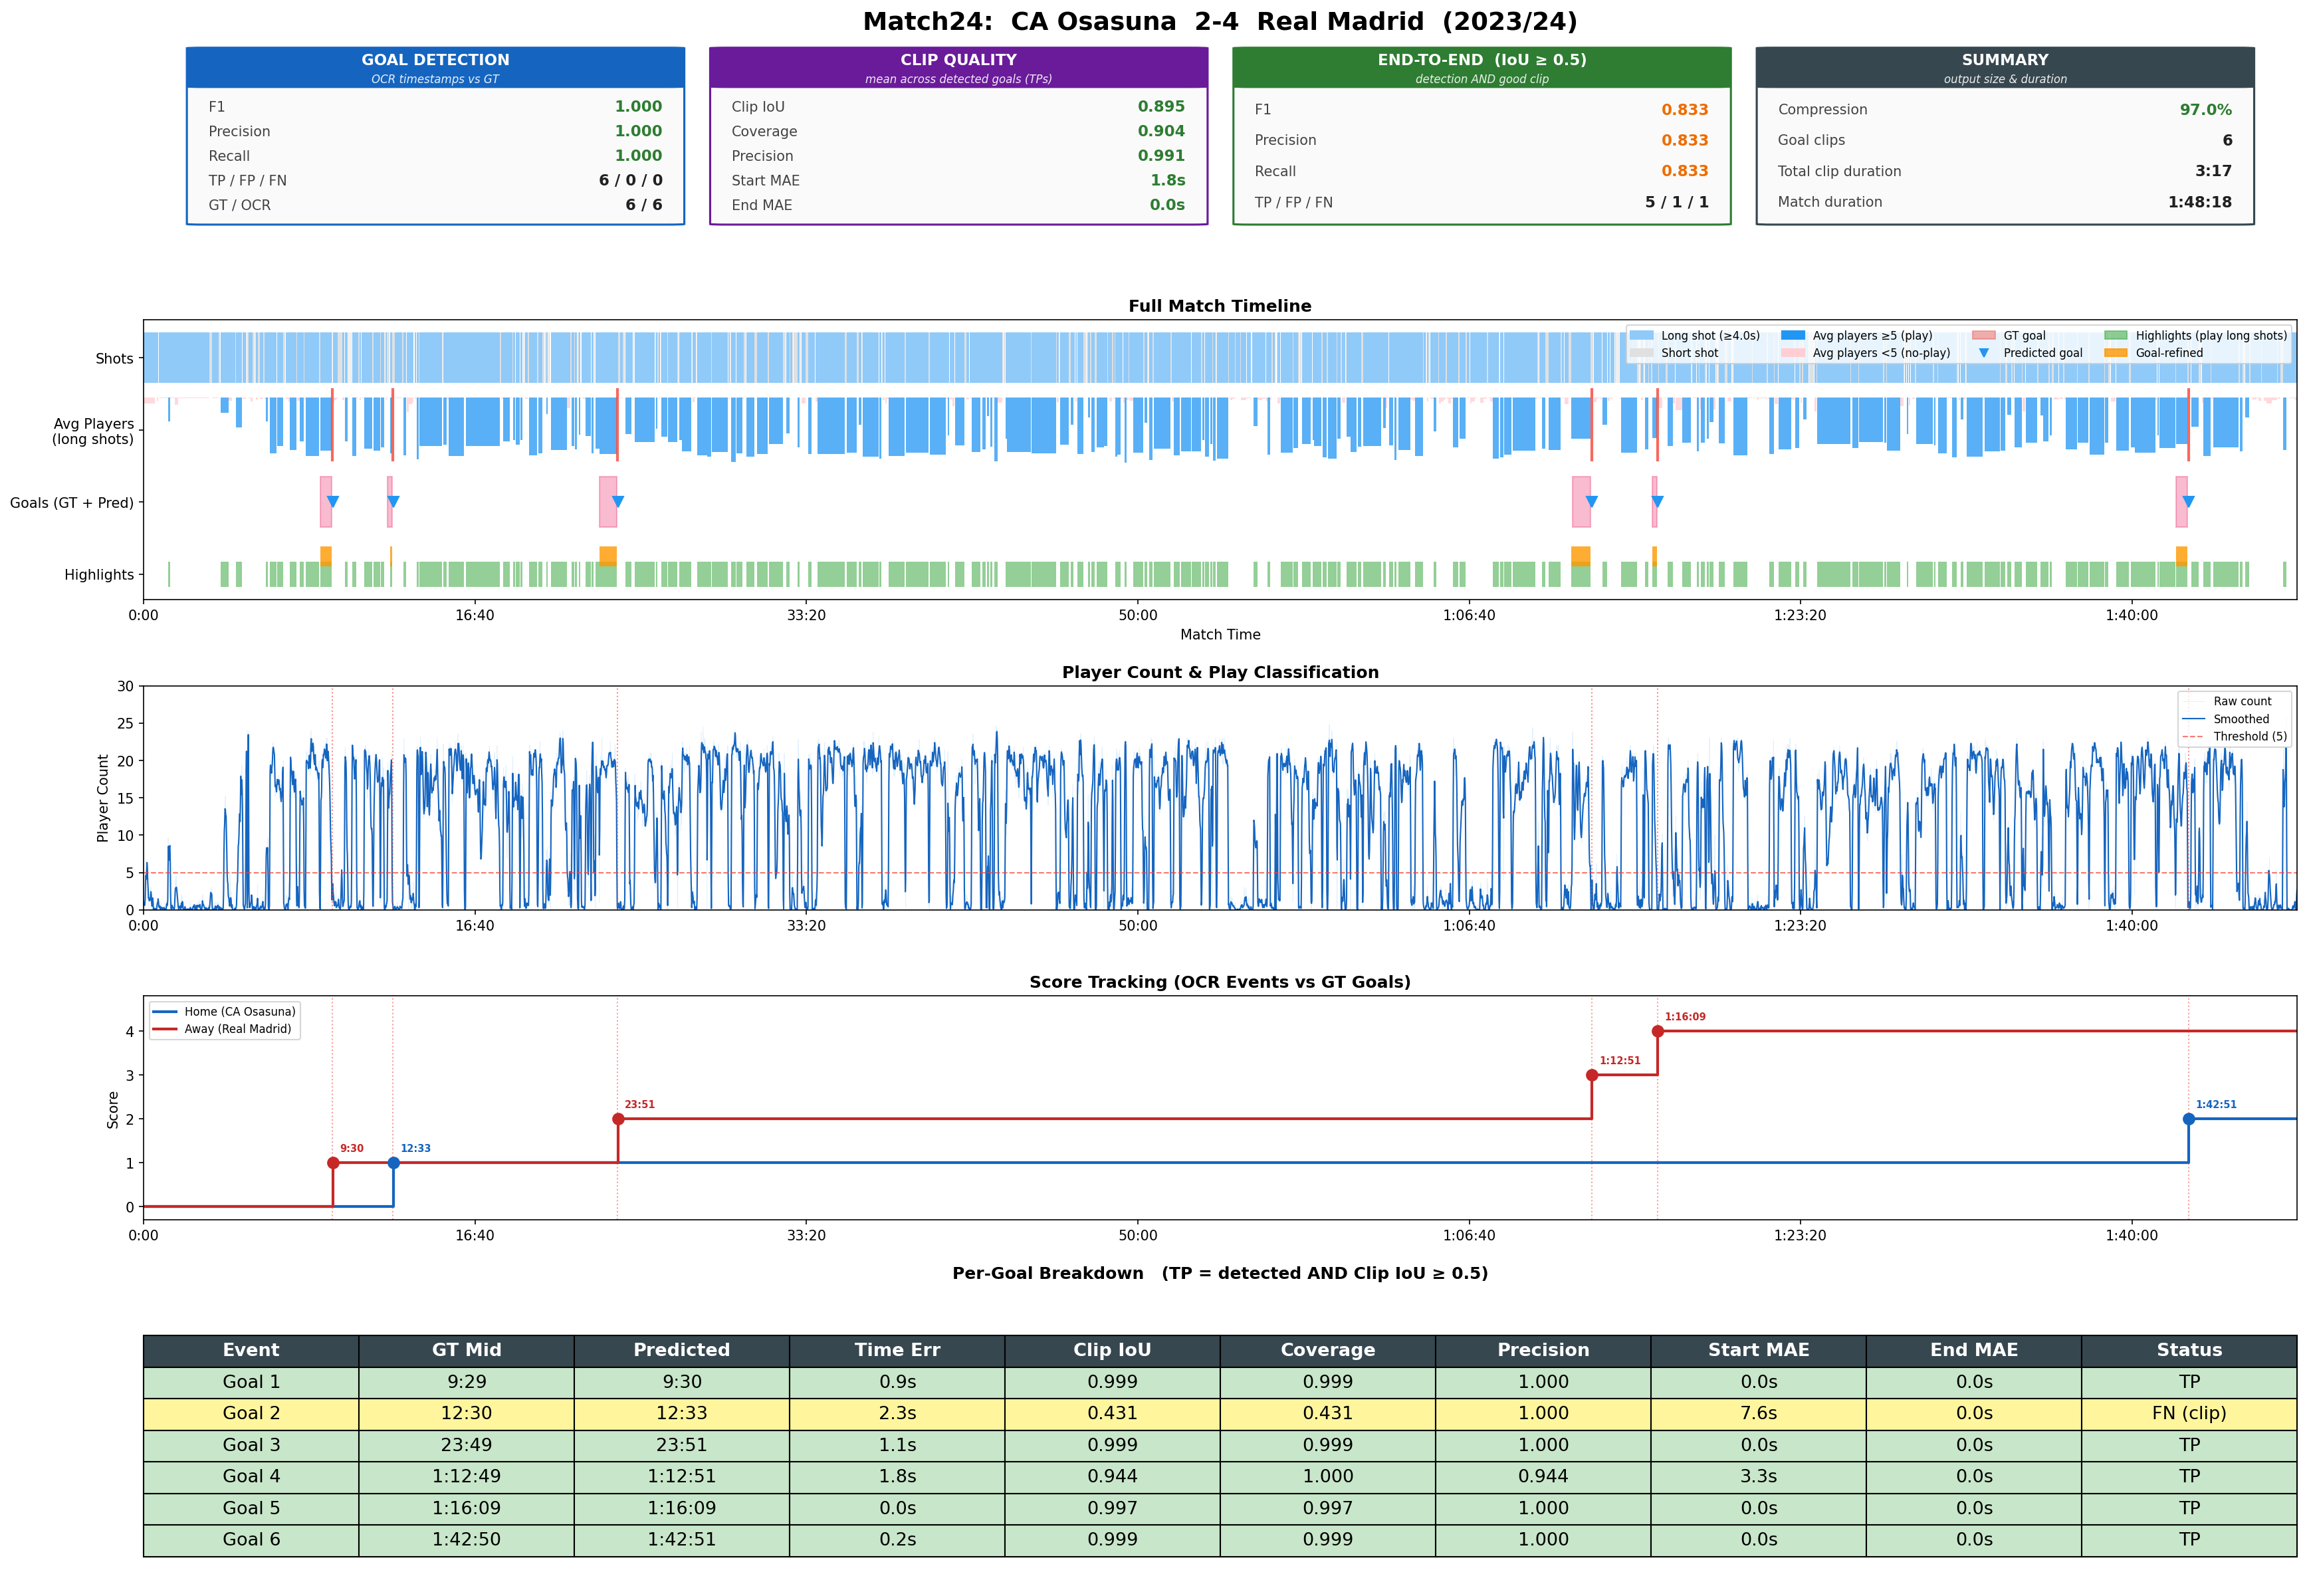 Match24:  CA Osasuna  2-4  Real Madrid  (2023/24)
GOAL DETECTION
OCR timestamps vs GT
F1 1.000
Precision 1.000
Recall 1.000
TP / FP / FN 6 / 0 / 0
GT / OCR 6 / 6
CLIP QUALITY
mean across detected goals (TPs)
Clip IoU 0.895
Coverage 0.904
Precision 0.991
Start MAE 1.8s
End MAE 0.0s
END-TO-END  (IoU ≥ 0.5)
detection AND good clip
F1 0.833
Precision 0.833
Recall 0.833
TP / FP / FN 5 / 1 / 1
SUMMARY
output size & duration
Compression 97.0%
Goal clips 6
Total clip duration 3:17
Match duration 1:48:18
Full Match Timeline
Long shot (≥4.0s) Avg players ≥5 (play) GT goal Highlights (play long shots)
Short shot Avg players <5 (no-play) Predicted goal Goal-refined
Shots
Avg Players
(long shots)
Goals (GT + Pred)
Highlights
0:00 16:40 33:20 50:00 1:06:40 1:23:20 1:40:00
Match Time
Player Count & Play Classification
Raw count
Smoothed
Threshold (5)
Player Count
30
25
20
15
10
5
0
0:00 16:40 33:20 50:00 1:06:40 1:23:20 1:40:00
Score Tracking (OCR Events vs GT Goals)
Home (CA Osasuna)
Away (Real Madrid)
Score
4
3
2
1
0
9:30
12:33
23:51
1:12:51
1:16:09
1:42:51
0:00 16:40 33:20 50:00 1:06:40 1:23:20 1:40:00
Per-Goal Breakdown   (TP = detected AND Clip IoU ≥ 0.5)
Event GT Mid Predicted Time Err Clip IoU Coverage Precision Start MAE End MAE Status
Goal 1 9:29 9:30 0.9s 0.999 0.999 1.000 0.0s 0.0s TP
Goal 2 12:30 12:33 2.3s 0.431 0.431 1.000 7.6s 0.0s FN (clip)
Goal 3 23:49 23:51 1.1s 0.999 0.999 1.000 0.0s 0.0s TP
Goal 4 1:12:49 1:12:51 1.8s 0.944 1.000 0.944 3.3s 0.0s TP
Goal 5 1:16:09 1:16:09 0.0s 0.997 0.997 1.000 0.0s 0.0s TP
Goal 6 1:42:50 1:42:51 0.2s 0.999 0.999 1.000 0.0s 0.0s TP